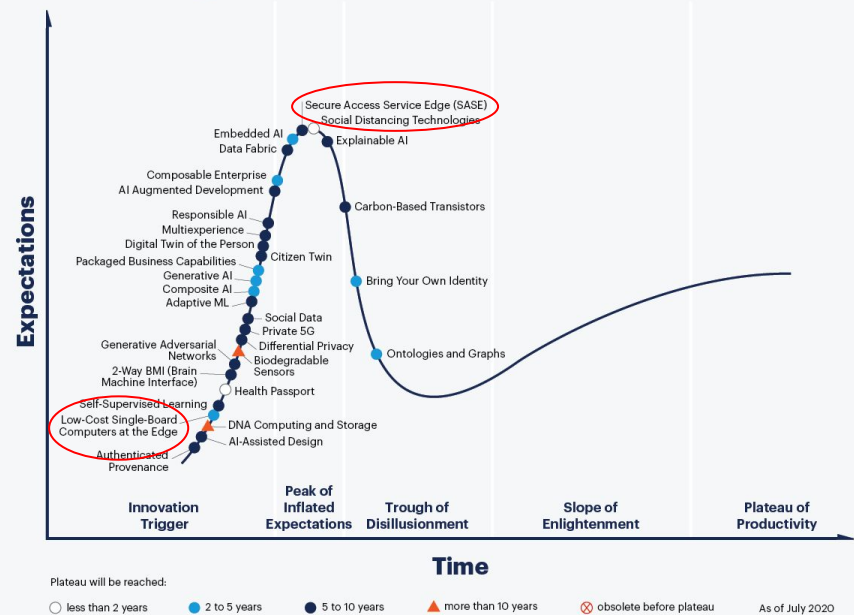 Expectations
Secure Access Service Edge (SASE)
Social Distancing Technologies
Embedded AI
Data Fabric
Explainable AI
Composable Enterprise
AI Augmented Development
Carbon-Based Transistors
Responsible AI
Multiexperience
Digital Twin of the Person
Citizen Twin
Packaged Business Capabilities
Generative AI
Composite AI
Adaptive ML
Bring Your Own Identity
Social Data
Private 5G
Differential Privacy
Generative Adversarial
Networks
Biodegradable
Sensors
Ontologies and Graphs
2-Way BMI (Brain
Machine Interface)
Health Passport
Self-Supervised Learning
Low-Cost Single-Board
Computers at the Edge
DNA Computing and Storage
AI-Assisted Design
Authenticated
Provenance
Innovation
Trigger
Peak of
Inflated
Expectations
Trough of
Disillusionment
Slope of
Enlightenment
Plateau of
Productivity
Time
Plateau will be reached:
less than 2 years
2 to 5 years
5 to 10 years
more than 10 years
obsolete before plateau
As of July 2020